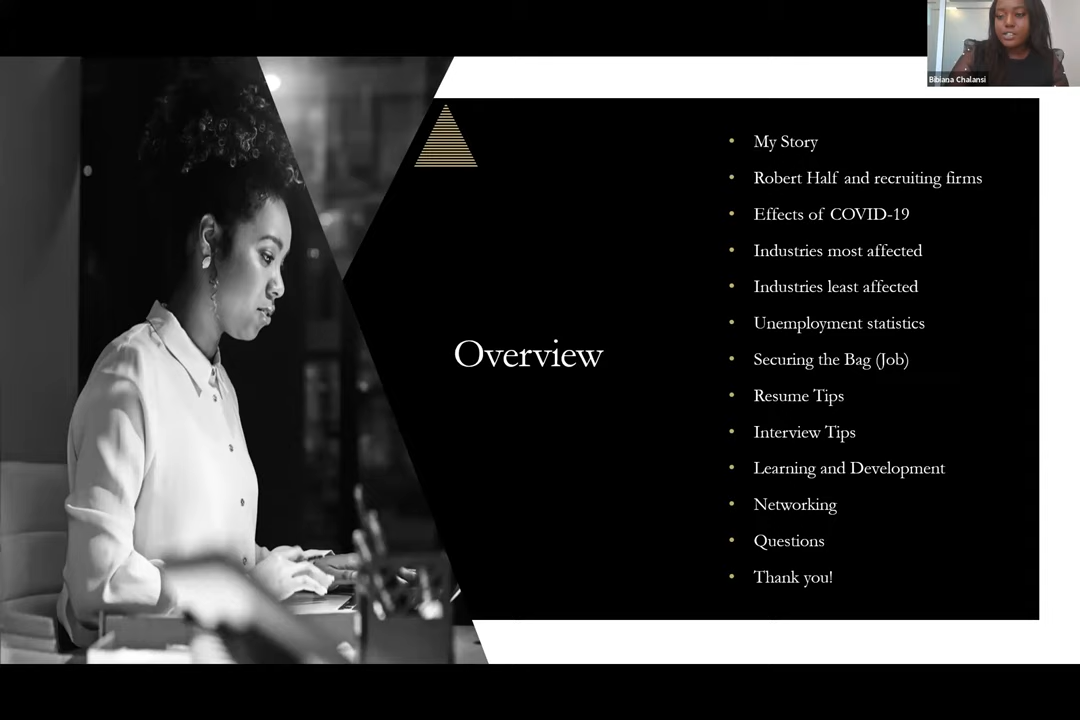 Bibiana Chalansi
Overview
My Story
Robert Half and recruiting firms
Effects of COVID-19
Industries most affected
Industries least affected
Unemployment statistics
Securing the Bag (Job)
Resume Tips
Interview Tips
Learning and Development
Networking
Questions
Thank you!